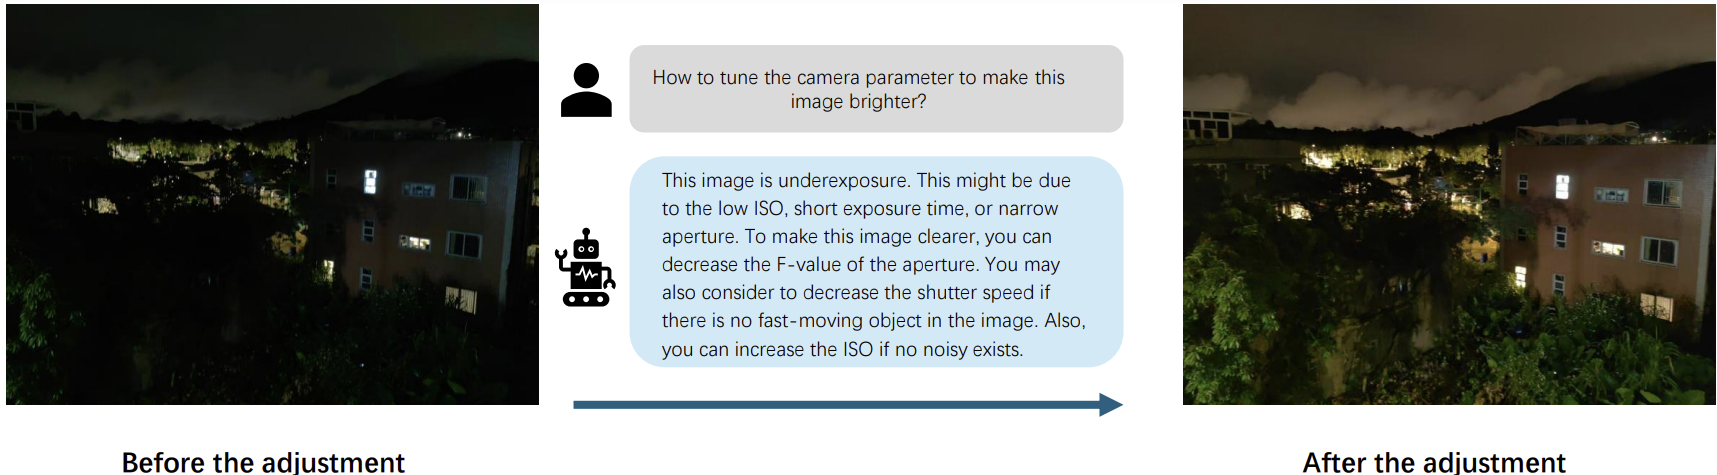 How to tune the camera parameter to make this
image brighter?
This image is underexposure. This might be due
to the low ISO, short exposure time, or narrow
aperture. To make this image clearer, you can
decrease the F-value of the aperture. You may
also consider to decrease the shutter speed if
there is no fast-moving object in the image. Also,
you can increase the ISO if no noisy exists.
Before the adjustment
After the adjustment